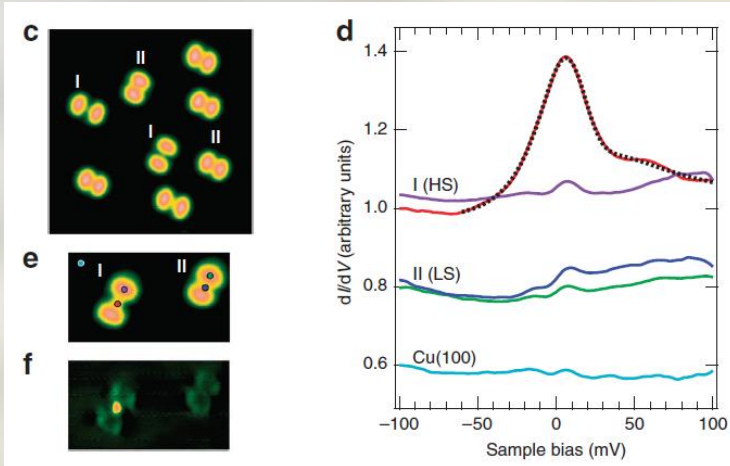 c
I
II
I
II
e
I
II
f
d
dI/dV (arbitrary units)
1.4
1.2
1.0
0.8
0.6
I (HS)
II (LS)
Cu(100)
−100
−50
0
50
100
Sample bias (mV)